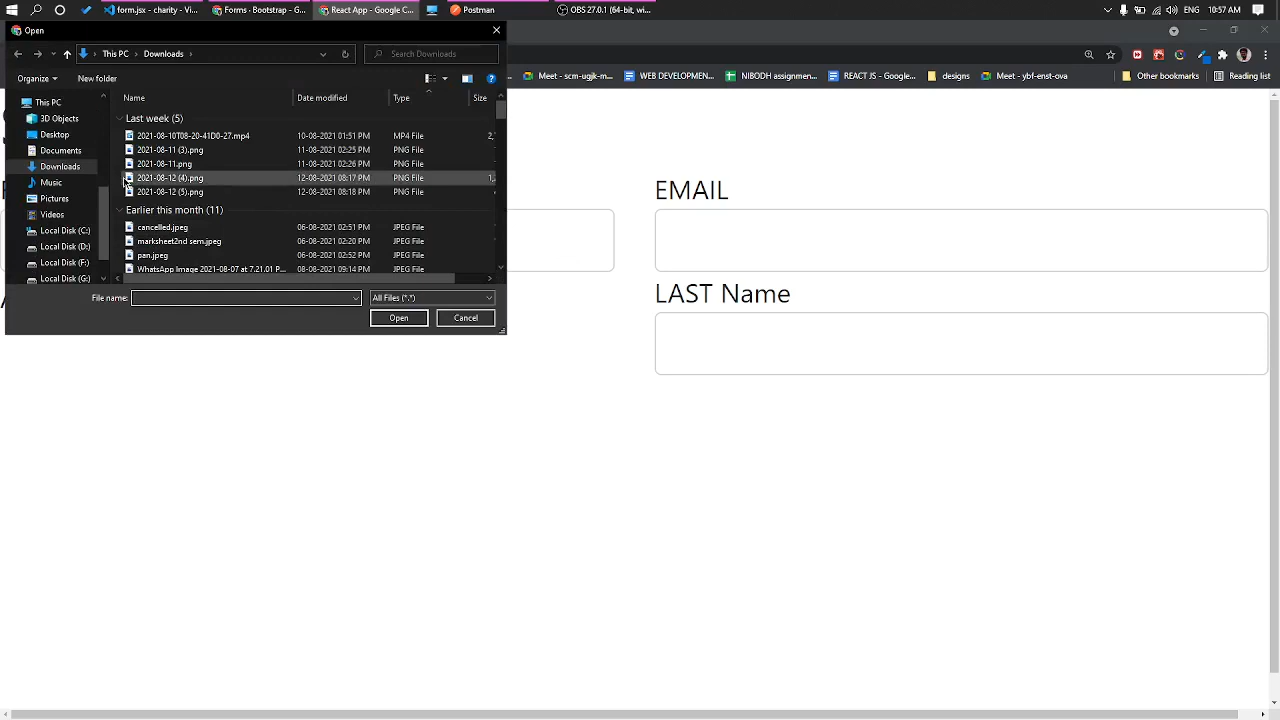 form.jsx - charity - Vi...
Forms · Bootstrap - G...
React App - Google C...
Postman
OBS 27.0.1 (64-bit, wi...
ENG
10:57 AM
Open
This PC
Downloads
Search Downloads
Organize
New folder
Meet - scm-ugjk-m...
WEB DEVELOPMEN...
NIBODH assignmen...
REACT JS - Google...
designs
Meet - ybf-enst-ova
Other bookmarks
Reading list
Name
Date modified
Type
Size
This PC
3D Objects
Desktop
Documents
Downloads
Music
Pictures
Videos
Local Disk (C:)
Local Disk (D:)
Local Disk (F:)
Local Disk (G:)
Last week (5)
2021-08-10T08-20-41D0-27.mp4 10-08-2021 01:51 PM MP4 File 2,
2021-08-11 (3).png 11-08-2021 02:25 PM PNG File
2021-08-11.png 11-08-2021 02:26 PM PNG File
2021-08-12 (4).png 12-08-2021 08:17 PM PNG File 1,
2021-08-12 (5).png 12-08-2021 08:18 PM PNG File
Earlier this month (11)
cancelled.jpeg 06-08-2021 02:51 PM JPEG File
marksheet2nd sem.jpeg 06-08-2021 02:20 PM JPEG File
pan.jpeg 06-08-2021 02:55 PM JPEG File
WhatsApp Image 2021-08-07 at 7.21.01 P... 08-08-2021 09:14 PM JPEG File
File name:
All Files (*.*)
Open
Cancel
EMAIL
LAST Name